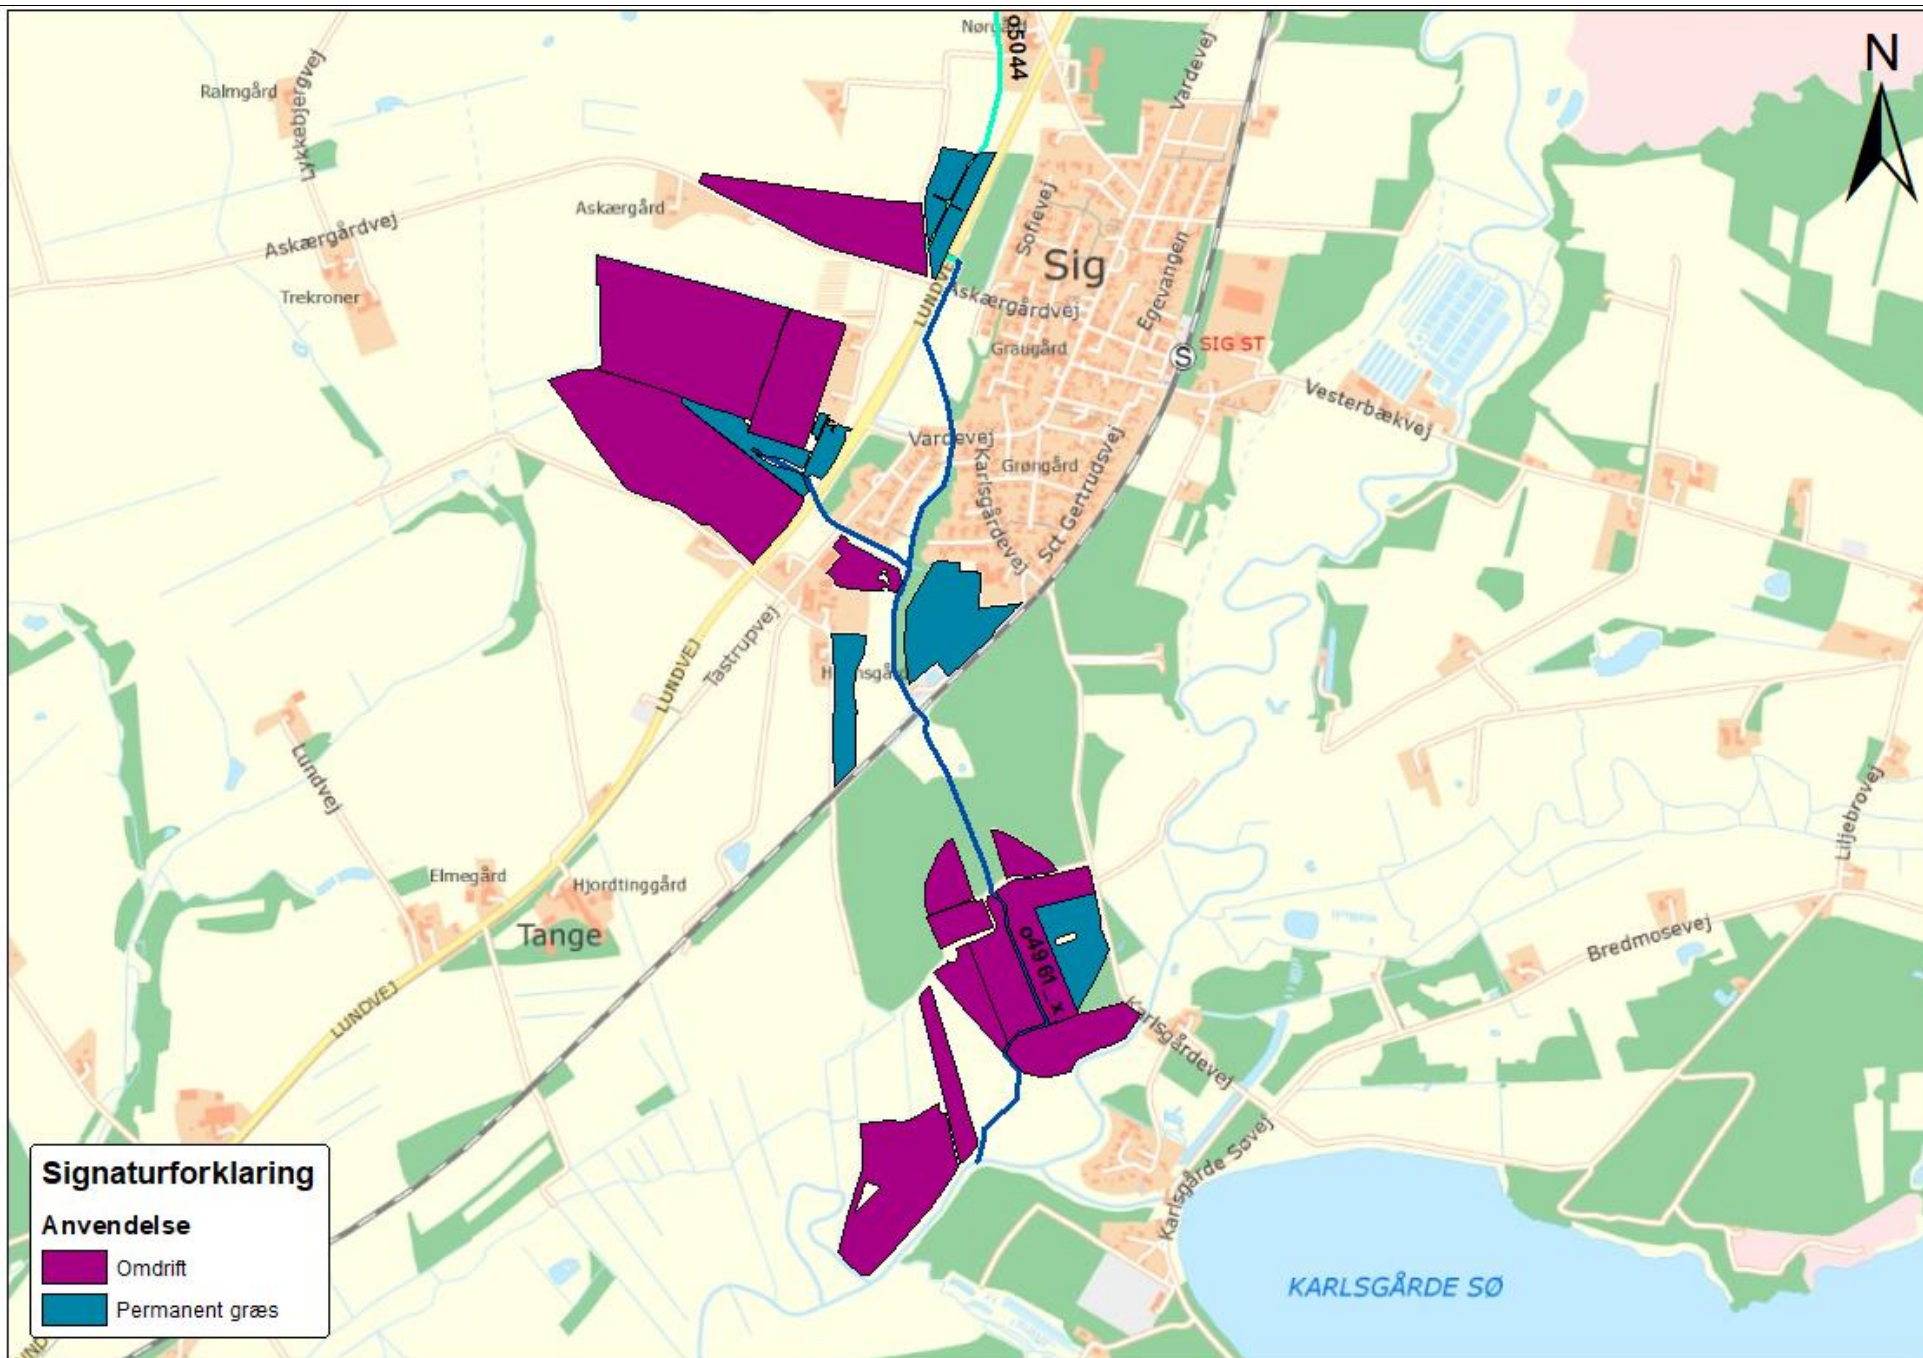 Nørgård
o5044
N
Vardevej
Ralmgård
Lykkebjergvej
Askærgård
Askærgårdvej
Sofievej
Sig
Egevangen
Trekroner
LUNDVEJ
Askærgårdvej
Graugård
SIG ST
S
Vesterbækvej
Vardevej
Grøngård
Karlsgårdevej
Sct Gertrudsvej
Tastrupvej
LUNDVEJ
Lundvej
Liljebrovej
Elmegård
Hjordtinggård
Tange
o4961_x
Bredmosevej
LUNDVEJ
Karlsgårdevej
Karlsgårde Søvej
KARLSGÅRDE SØ
Signaturforklaring
Anvendelse
Omdrift
Permanent græs